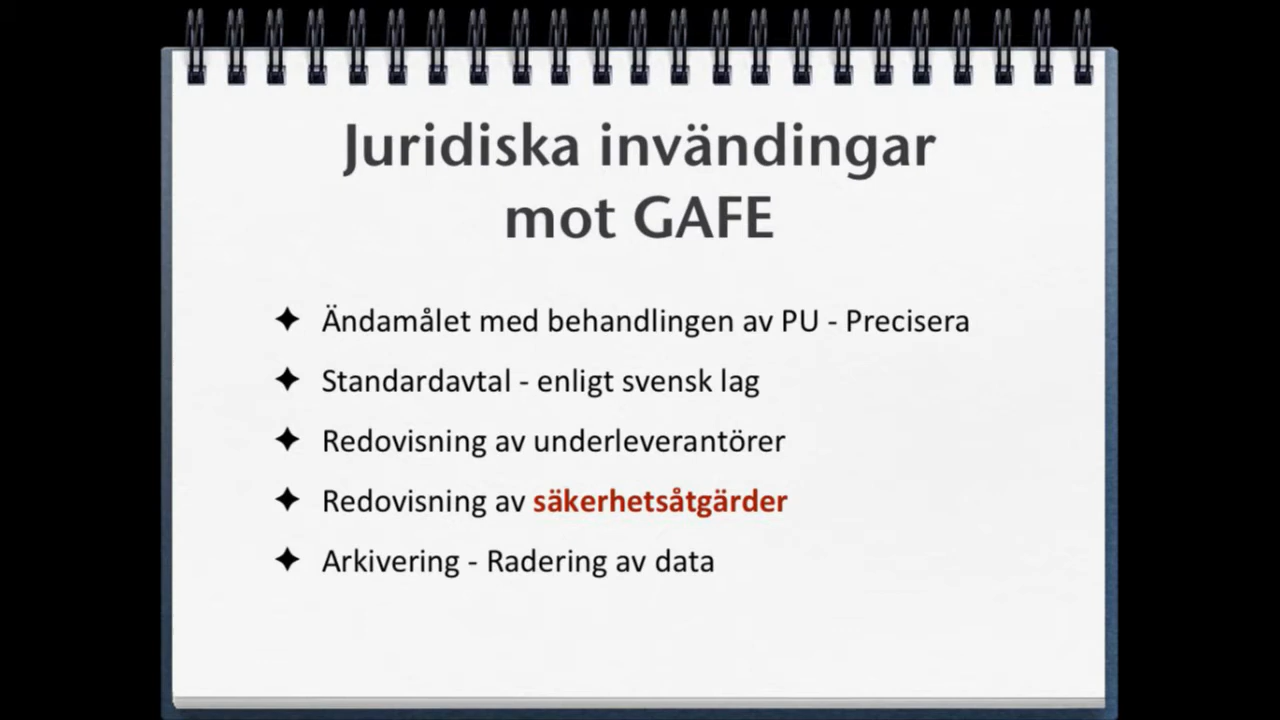 Juridiska invändingar
mot GAFE
Ändamålet med behandlingen av PU - Precisera
Standardavtal - enligt svensk lag
Redovisning av underleverantörer
Redovisning av säkerhetsåtgärder
Arkivering - Radering av data